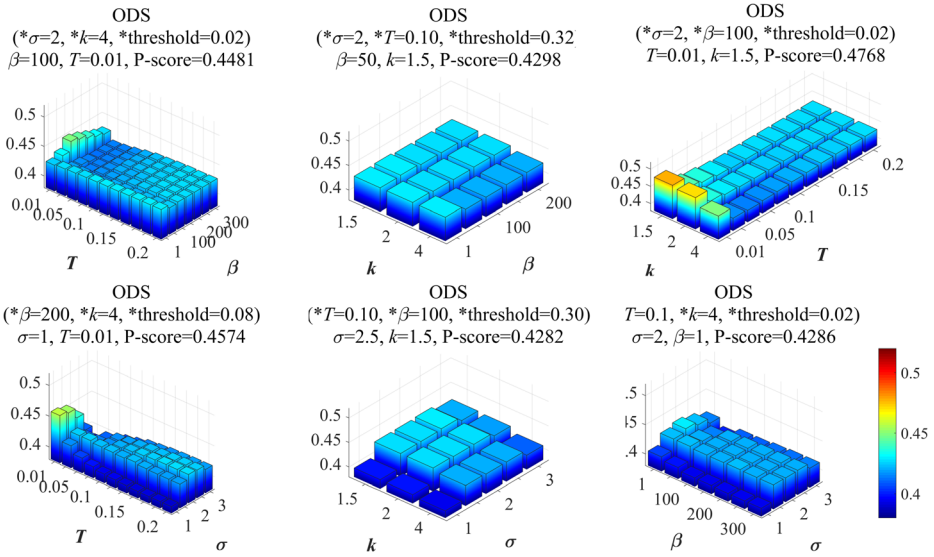 ODS
(*σ=2, *k=4, *threshold=0.02)
β=100, T=0.01, P-score=0.4481
0.5
0.45
0.4
0.01
0.05
0.1
0.15
0.2
1
100
200
300
T
β
ODS
(*σ=2, *T=0.10, *threshold=0.32)
β=50, k=1.5, P-score=0.4298
0.5
0.45
0.4
1.5
2
4
1
100
200
k
β
ODS
(*σ=2, *β=100, *threshold=0.02)
T=0.01, k=1.5, P-score=0.4768
0.5
0.45
0.4
1.5
2
4
0.01
0.05
0.1
0.15
0.2
k
T
ODS
(*β=200, *k=4, *threshold=0.08)
σ=1, T=0.01, P-score=0.4574
0.5
0.45
0.4
0.01
0.05
0.1
0.15
0.2
1
2
3
T
σ
ODS
(*T=0.10, *β=100, *threshold=0.30)
σ=2.5, k=1.5, P-score=0.4282
0.5
0.45
0.4
1.5
2
4
1
2
3
k
σ
ODS
T=0.1, *k=4, *threshold=0.02)
σ=2, β=1, P-score=0.4286
.5
.45
.4
1
100
200
300
1
2
3
β
σ
0.5
0.45
0.4